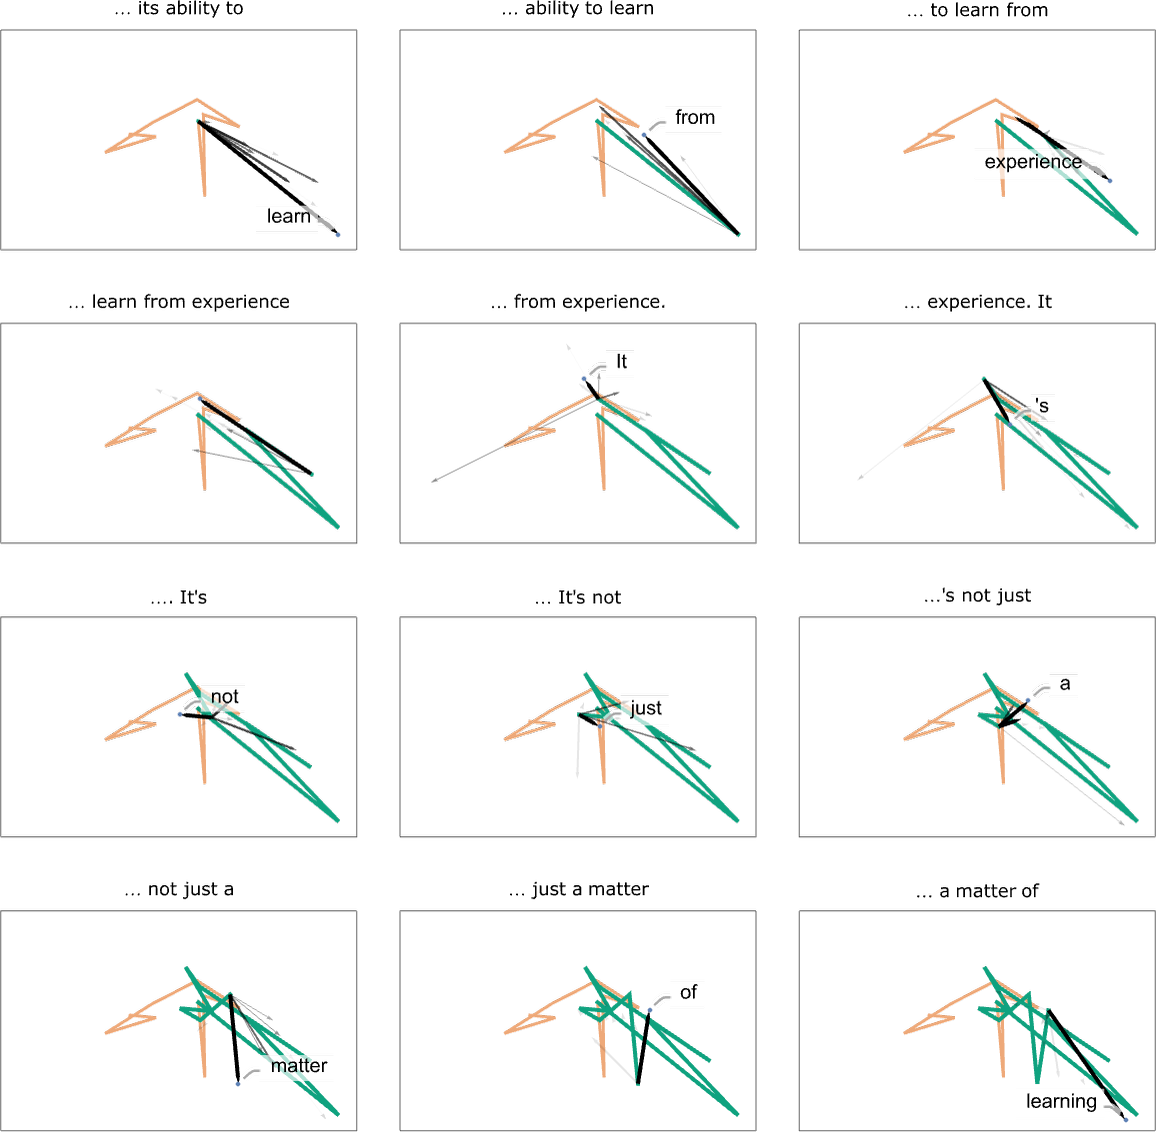 ... its ability to
... ability to learn
... to learn from
learn
from
experience
... learn from experience
... from experience.
... experience. It
It
's
.... It's
... It's not
...'s not just
not
just
a
... not just a
... just a matter
... a matter of
matter
of
learning